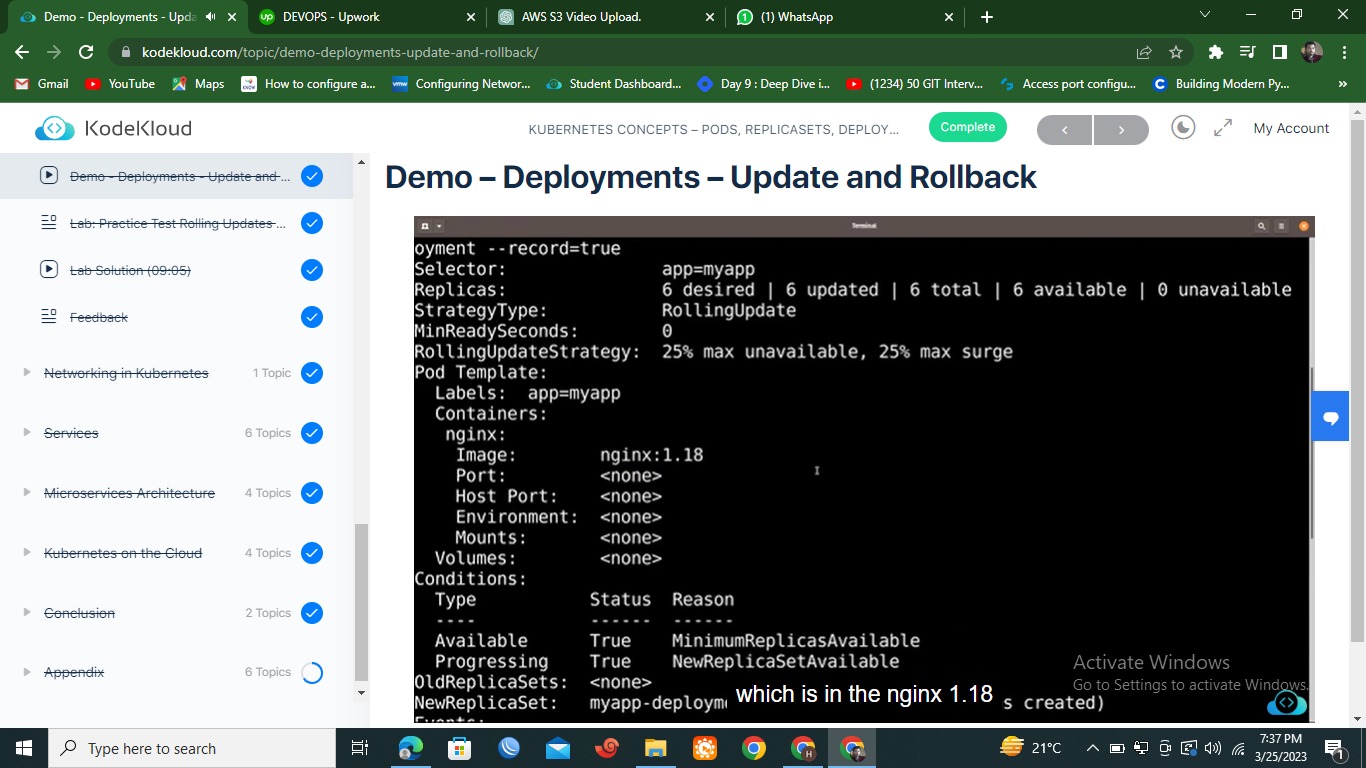 Demo - Deployments - Upda
DEVOPS - Upwork
AWS S3 Video Upload.
(1) WhatsApp
kodekloud.com/topic/demo-deployments-update-and-rollback/
Gmail
YouTube
Maps
How to configure a...
Configuring Networ...
Student Dashboard...
Day 9 : Deep Dive i...
(1234) 50 GIT Interv...
Access port configu...
Building Modern Py...
»
KodeKloud
KUBERNETES CONCEPTS – PODS, REPLICASETS, DEPLOY...
Complete
My Account
Demo - Deployments - Update and ...
Lab: Practice Test Rolling Updates ...
Lab Solution (09:05)
Feedback
Networking in Kubernetes 1 Topic
Services 6 Topics
Microservices Architecture 4 Topics
Kubernetes on the Cloud 4 Topics
Conclusion 2 Topics
Appendix 6 Topics
Demo – Deployments – Update and Rollback
Terminal
oyment --record=true
Selector: app=myapp
Replicas: 6 desired | 6 updated | 6 total | 6 available | 0 unavailable
StrategyType: RollingUpdate
MinReadySeconds: 0
RollingUpdateStrategy: 25% max unavailable, 25% max surge
Pod Template:
Labels: app=myapp
Containers:
nginx:
Image: nginx:1.18
Port: <none>
Host Port: <none>
Environment: <none>
Mounts: <none>
Volumes: <none>
Conditions:
Type Status Reason
---- ------ ------
Available True MinimumReplicasAvailable
Progressing True NewReplicaSetAvailable
OldReplicaSets: <none>
NewReplicaSet: myapp-deployme s created)
Events:
which is in the nginx 1.18
Activate Windows
Go to Settings to activate Windows.
Type here to search
21°C
7:37 PM
3/25/2023
1